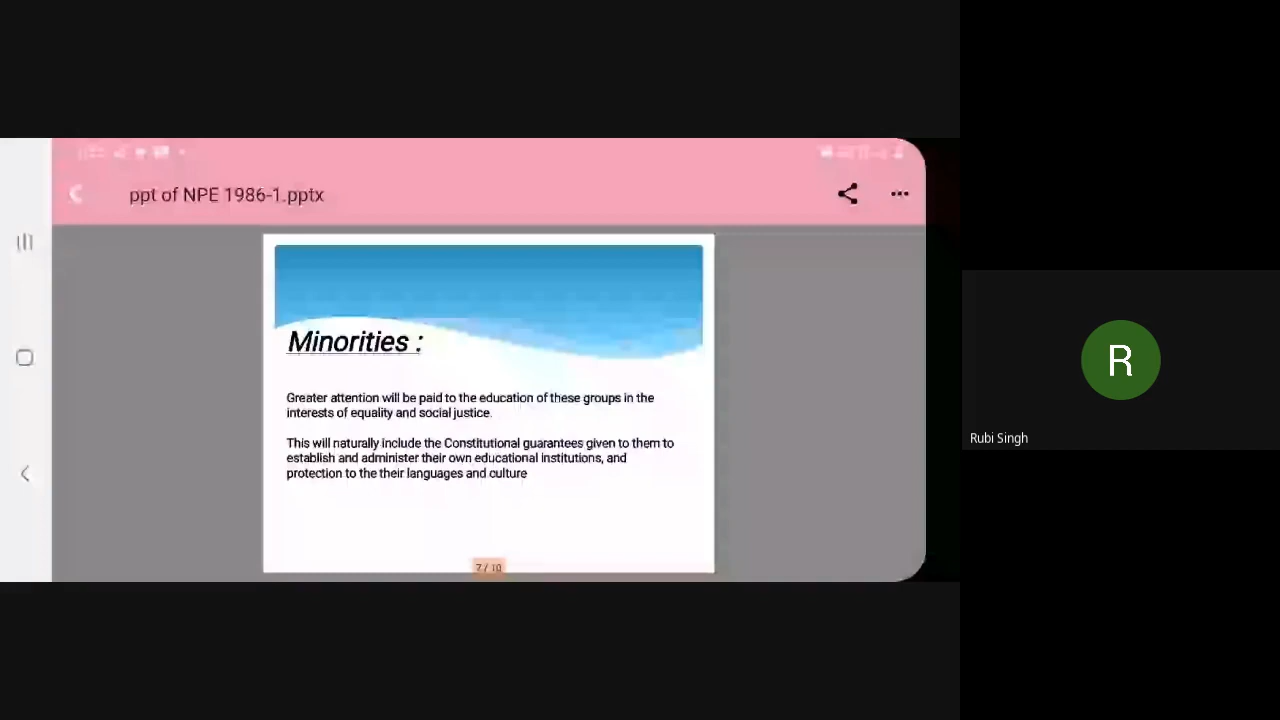 ppt of NPE 1986-1.pptx
Minorities :
Greater attention will be paid to the education of these groups in the
interests of equality and social justice.
This will naturally include the Constitutional guarantees given to them to
establish and administer their own educational institutions, and
protection to the their languages and culture
7 / 10
R
Rubi Singh